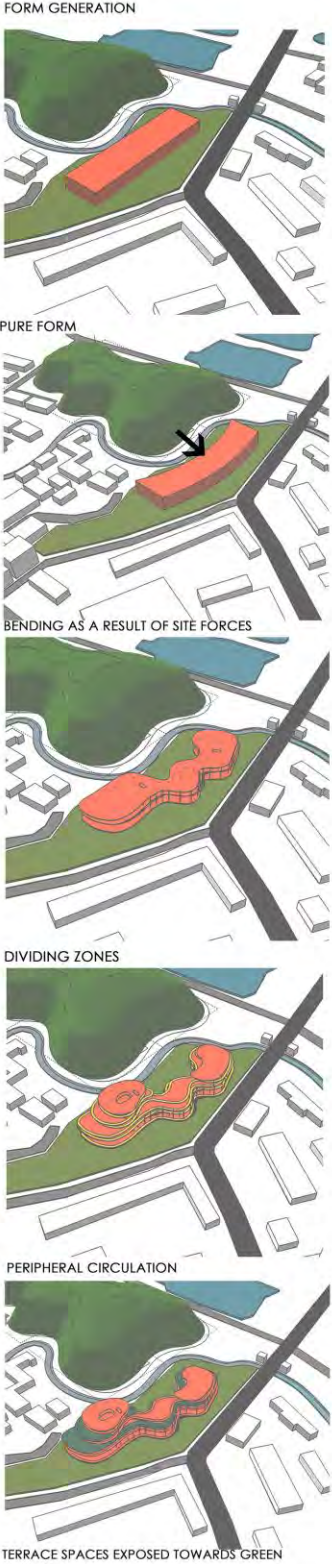 FORM GENERATION
PURE FORM
BENDING AS A RESULT OF SITE FORCES
DIVIDING ZONES
PERIPHERAL CIRCULATION
TERRACE SPACES EXPOSED TOWARDS GREEN